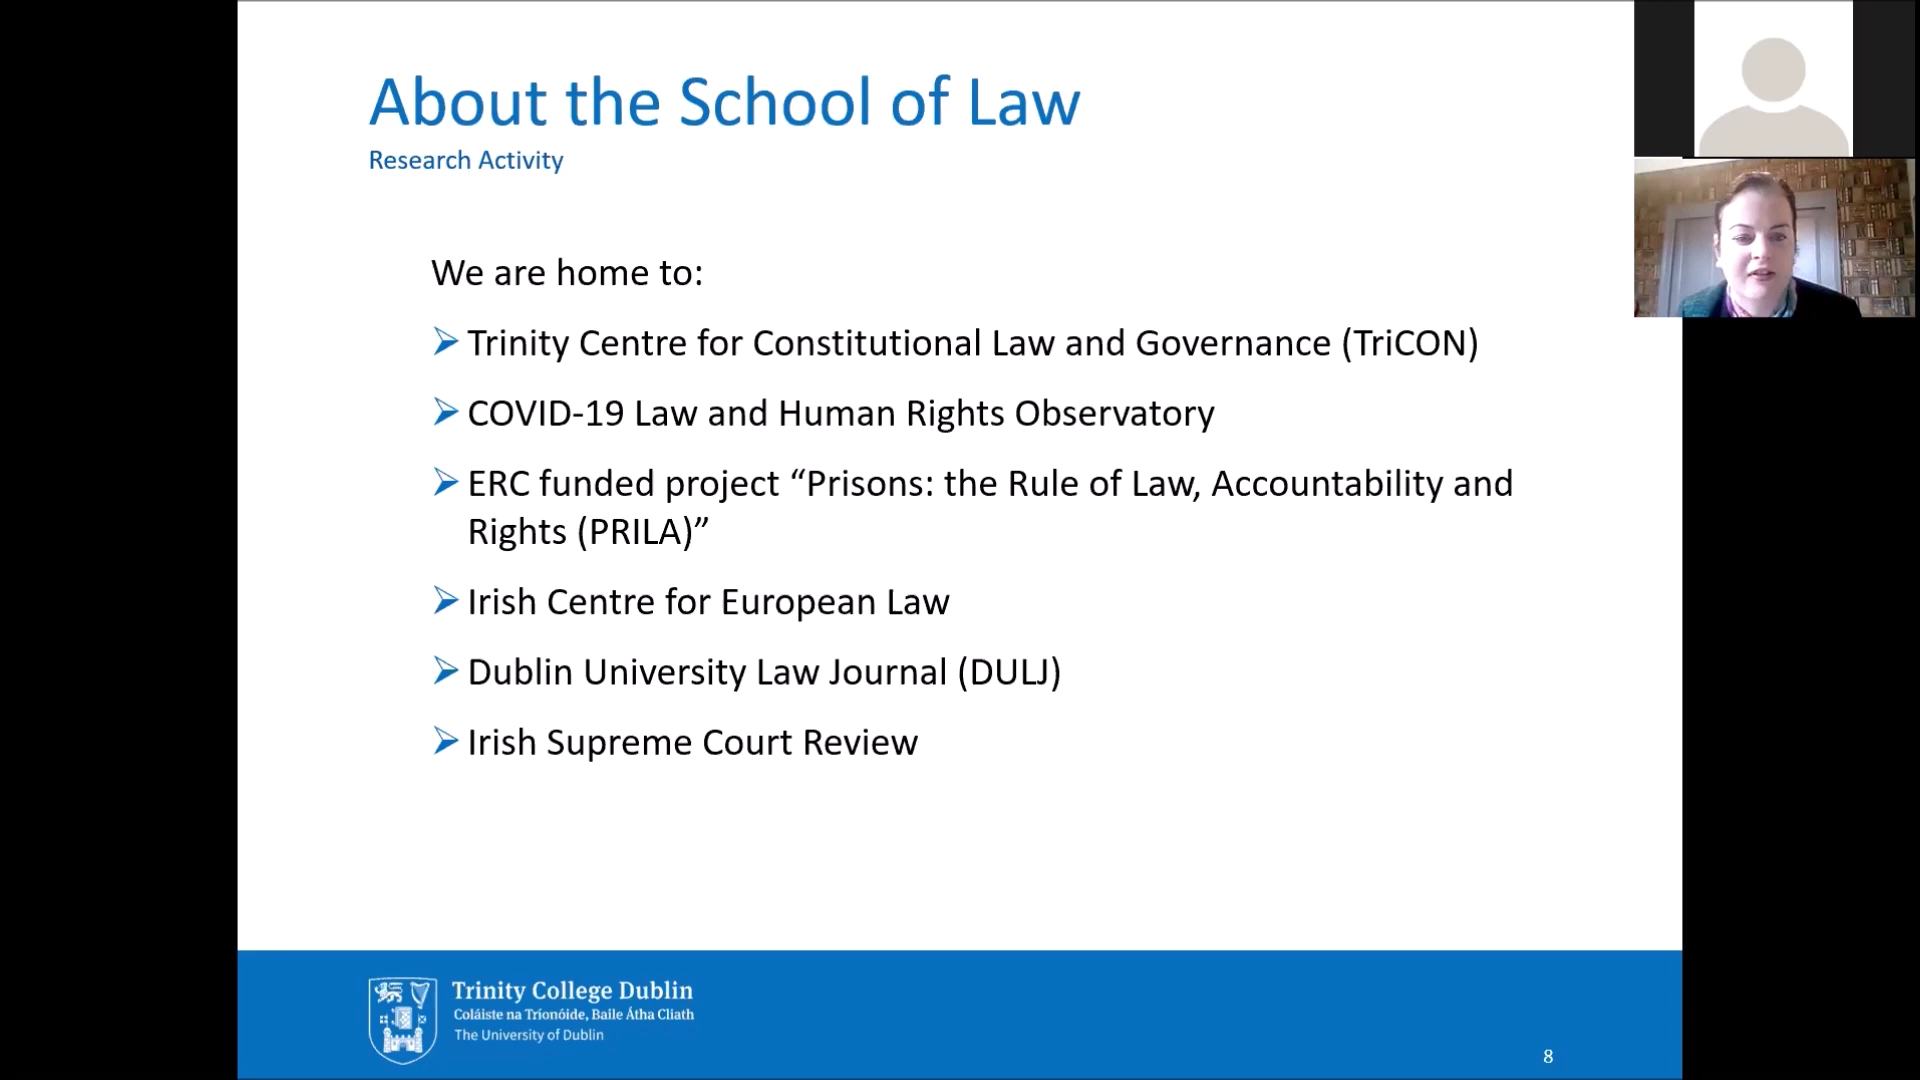 About the School of Law
Research Activity
We are home to:
Trinity Centre for Constitutional Law and Governance (TriCON)
COVID-19 Law and Human Rights Observatory
ERC funded project “Prisons: the Rule of Law, Accountability and
Rights (PRILA)”
Irish Centre for European Law
Dublin University Law Journal (DULJ)
Irish Supreme Court Review
Trinity College Dublin
Coláiste na Tríonóide, Baile Átha Cliath
The University of Dublin
8